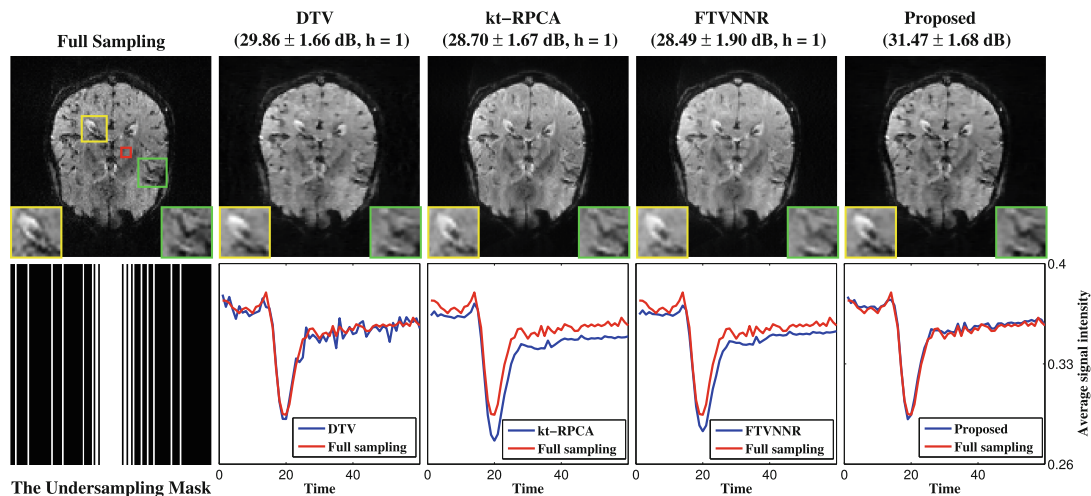 Full Sampling
DTV
(29.86 ± 1.66 dB, h = 1)
kt−RPCA
(28.70 ± 1.67 dB, h = 1)
FTVNNR
(28.49 ± 1.90 dB, h = 1)
Proposed
(31.47 ± 1.68 dB)
The Undersampling Mask
DTV
Full sampling
0 20 40
Time
kt−RPCA
Full sampling
0 20 40
Time
FTVNNR
Full sampling
0 20 40
Time
Proposed
Full sampling
0 20 40
Time
0.4
0.33
0.26
Average signal intensity